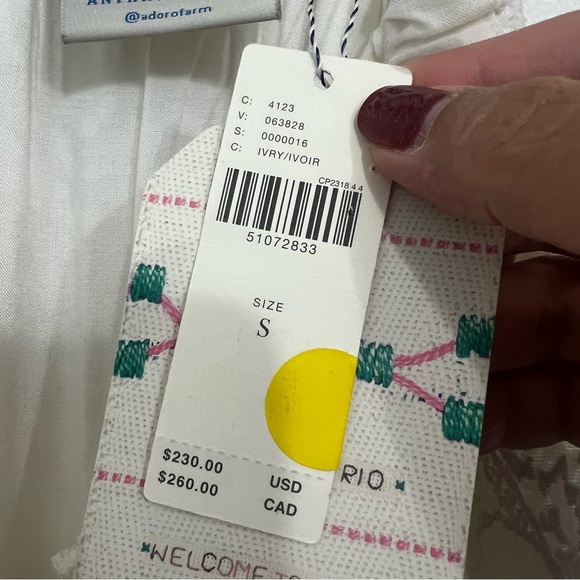 @adorofarm
C: 4123
V: 063828
S: 0000016
C: IVRY/IVOIR
CP2318 4 4
51072833
SIZE
S
$230.00 USD
$260.00 CAD
RIO
WELCOME TO